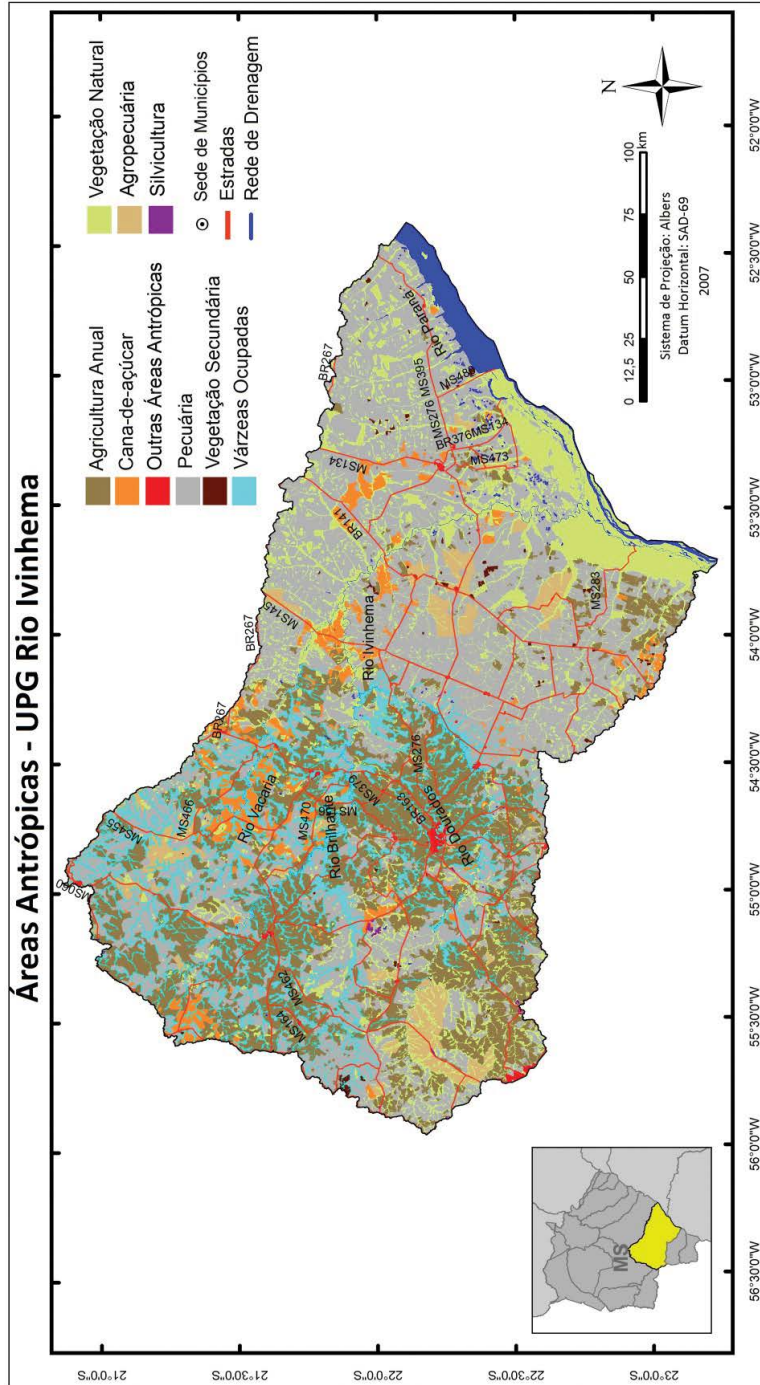 Áreas Antrópicas - UPG Rio Ivinhema
Agricultura Anual
Cana-de-açúcar
Outras Áreas Antrópicas
Pecuária
Vegetação Secundária
Várzeas Ocupadas
Vegetação Natural
Agropecuária
Silvicultura
Sede de Municípios
Estradas
Rede de Drenagem
MS060
MS455
MS466
BR267
BR267
MS145
BR141
MS134
BR267
Rio Vacaria
MS470
Rio Brilhante
MS379
MS276
BR163
Rio Dourados
MS462
MS164
Rio Ivinhema
MS276 MS395
Rio Paraná
MS480
BR376
MS134
MS473
MS283
N
0 12,5 25 50 75 100
km
Sistema de Projeção: Albers
Datum Horizontal: SAD-69
2007
MS
21°0'0"S
21°30'0"S
22°0'0"S
22°30'0"S
23°0'0"S
56°30'0"W
56°0'0"W
55°30'0"W
55°0'0"W
54°30'0"W
54°0'0"W
53°30'0"W
53°0'0"W
52°30'0"W
52°0'0"W